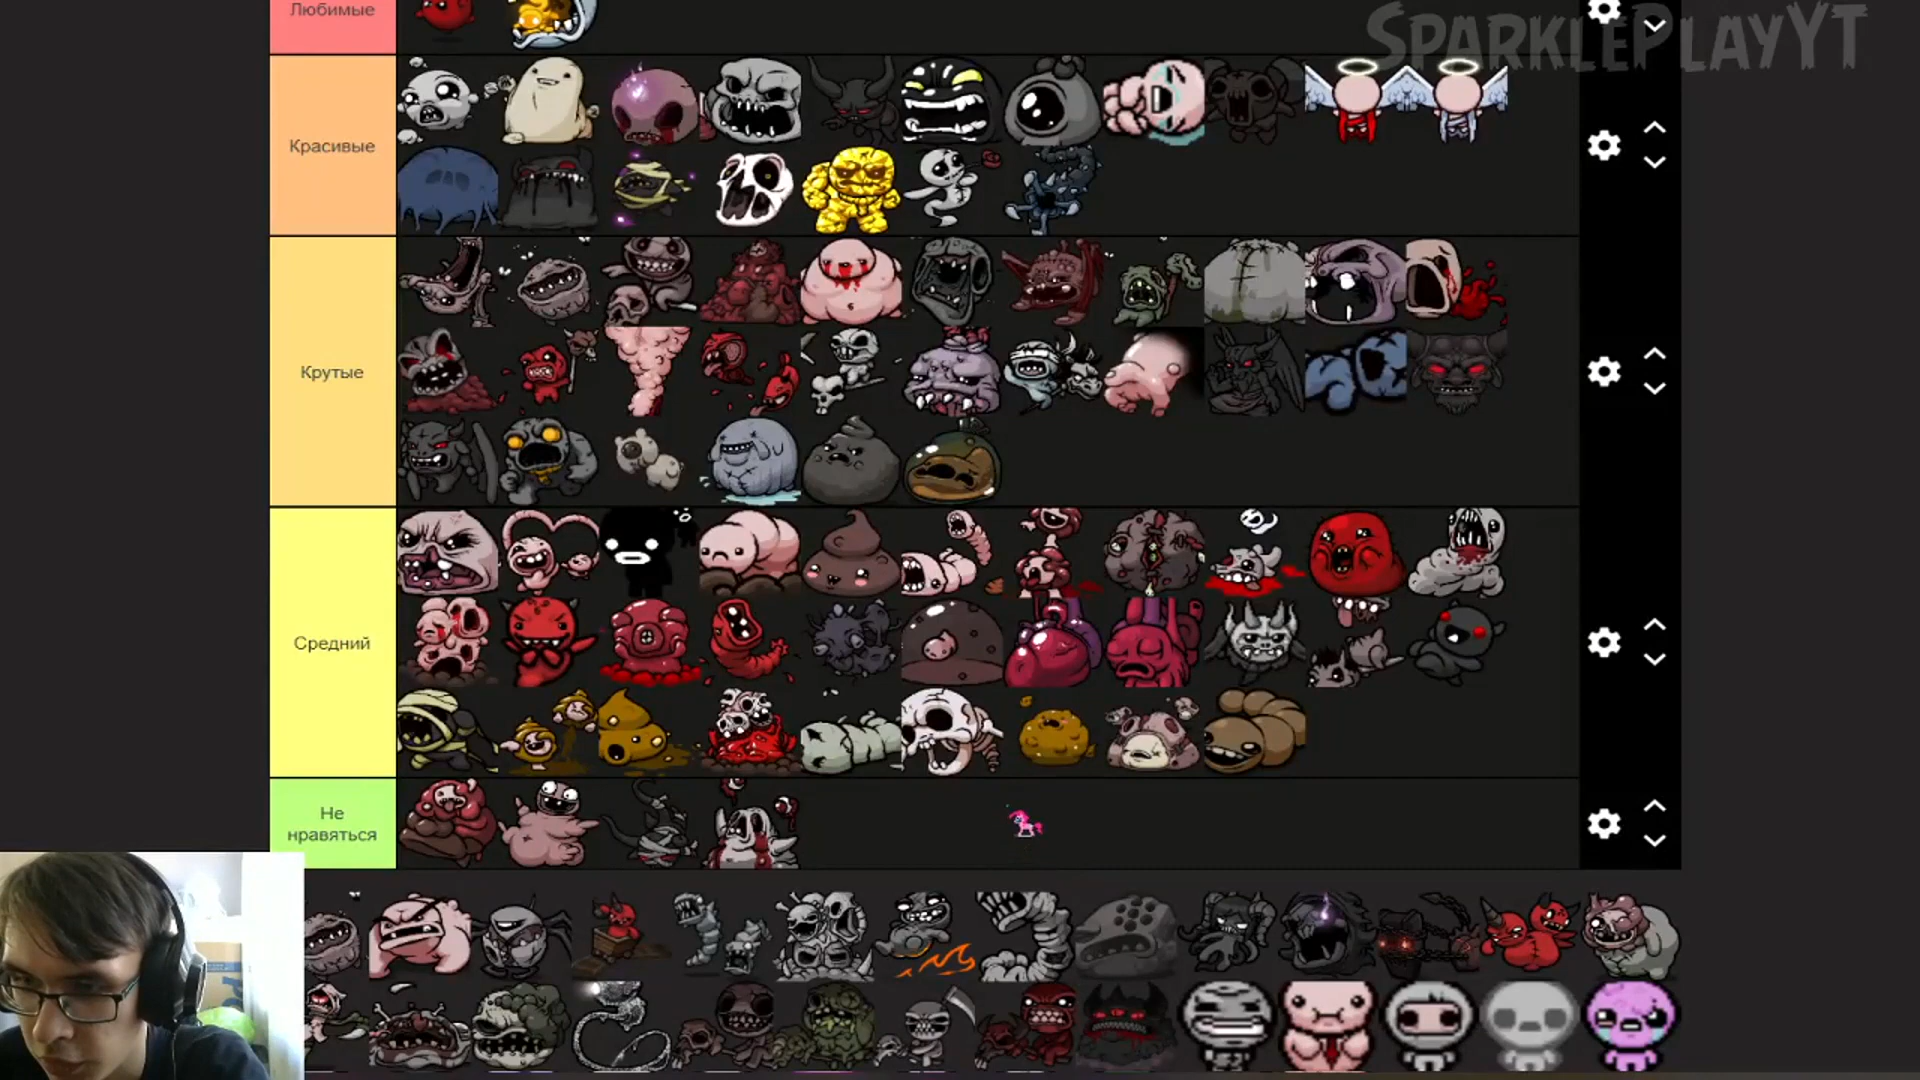 Любимые
SPARKLEPLAYYT
Красивые
Крутые
Средний
Не
нравяться